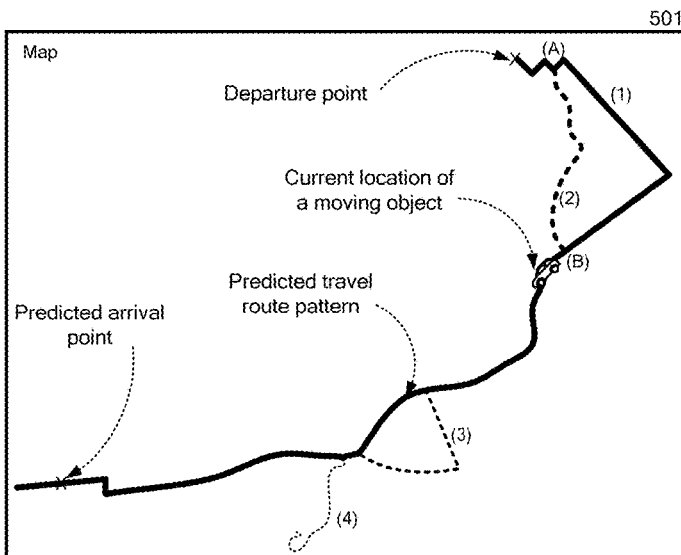 501
Map
(A)
Departure point
(1)
Current location of
a moving object
(2)
(B)
Predicted travel
route pattern
Predicted arrival
point
(3)
(4)